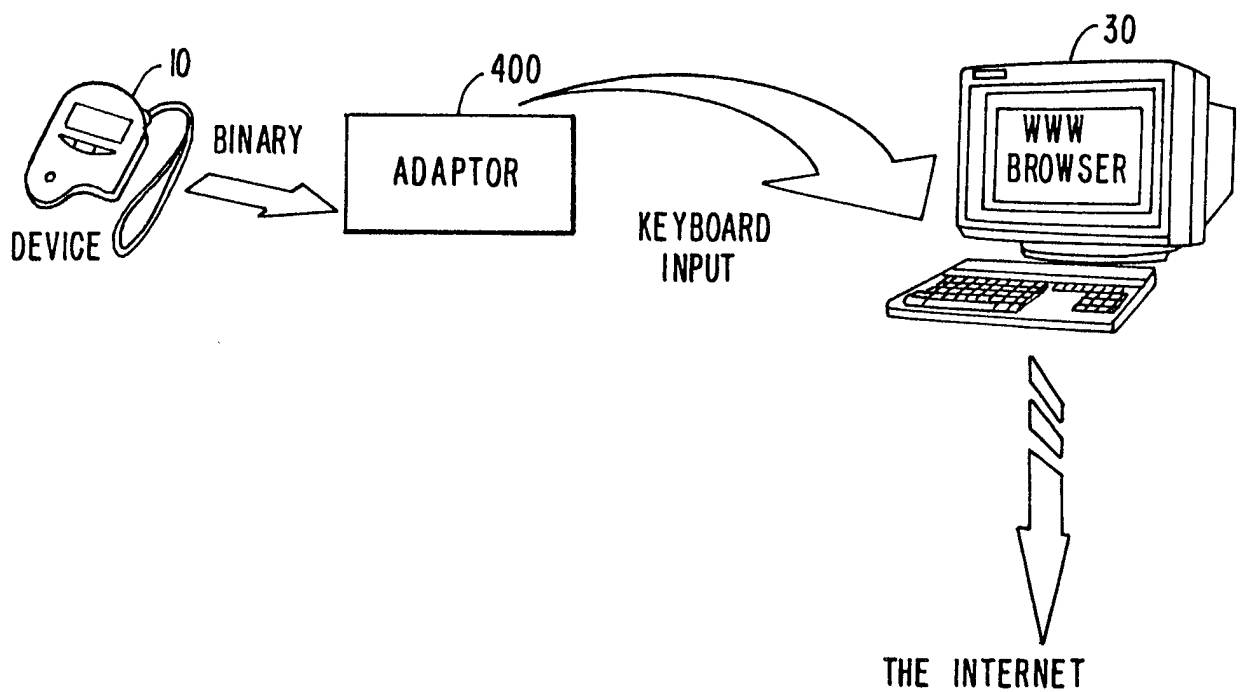 10
DEVICE
BINARY
400
ADAPTOR
KEYBOARD
INPUT
30
WWW
BROWSER
THE INTERNET